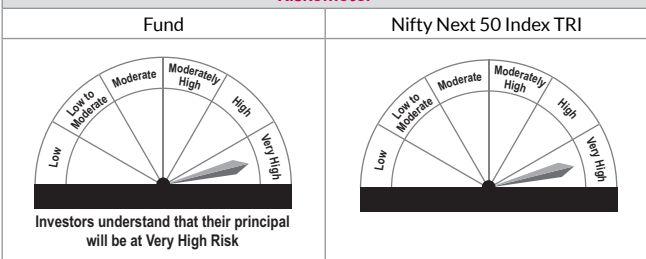 Riskometer
Fund
Nifty Next 50 Index TRI
Low
Low to
Moderate
Moderate
Moderately
High
High
Very High
Investors understand that their principal
will be at Very High Risk
Low
Low to
Moderate
Moderate
Moderately
High
High
Very High